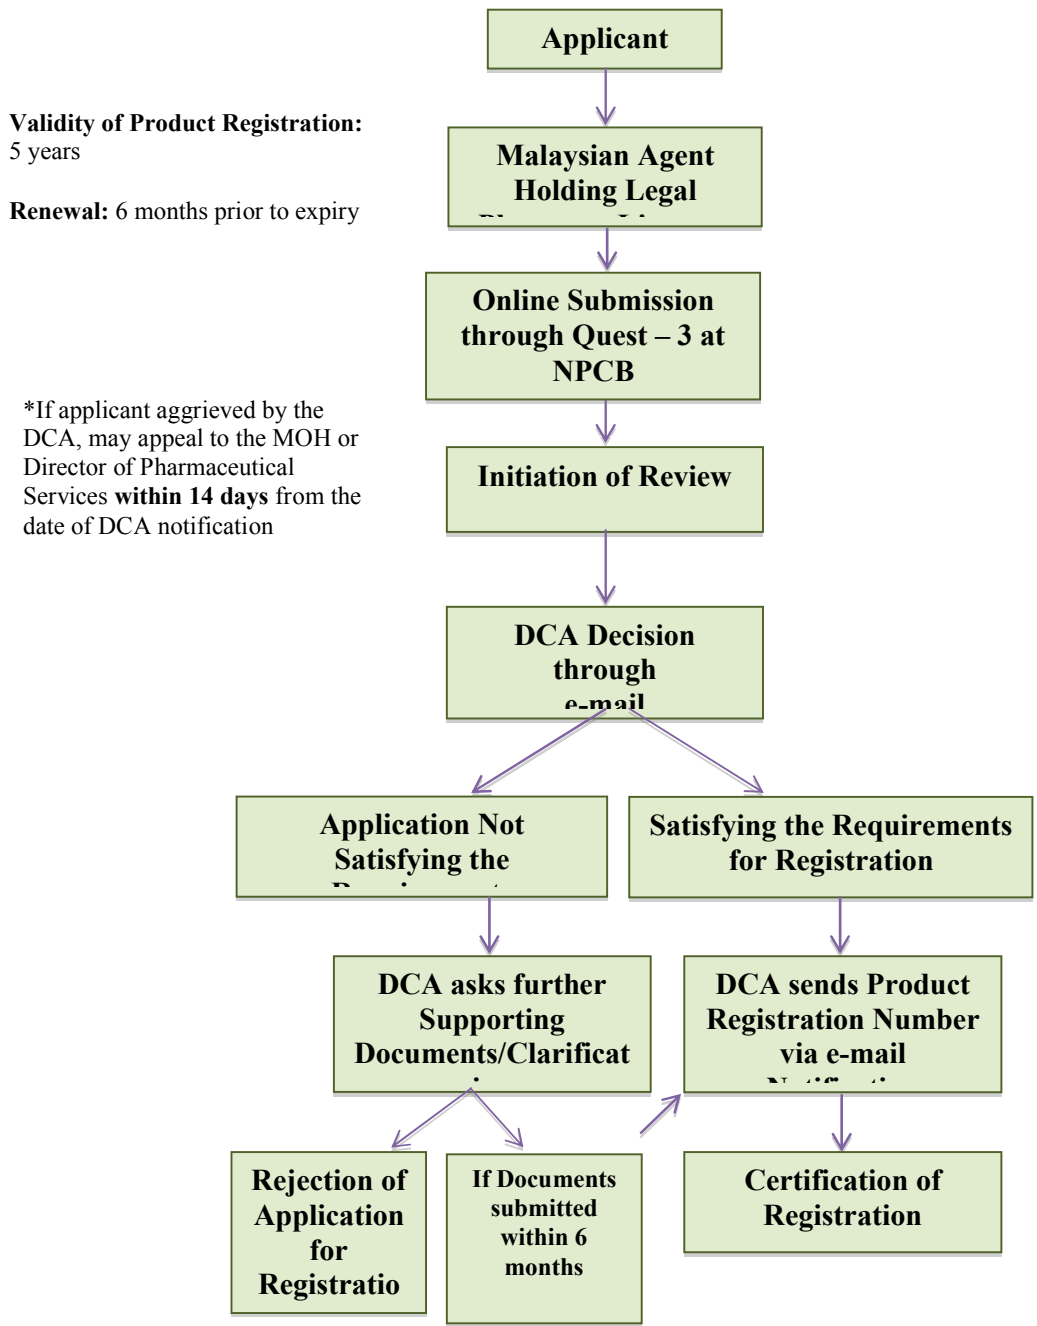 Applicant
Validity of Product Registration:
5 years
Renewal: 6 months prior to expiry
Malaysian Agent
Holding Legal
Online Submission
through Quest – 3 at
NPCB
*If applicant aggrieved by the
DCA, may appeal to the MOH or
Director of Pharmaceutical
Services within 14 days from the
date of DCA notification
Initiation of Review
DCA Decision
through
e-mail
Application Not
Satisfying the
Satisfying the Requirements
for Registration
DCA asks further
Supporting
Documents/Clarificat
DCA sends Product
Registration Number
via e-mail
Rejection of
Application
for
Registratio
If Documents
submitted
within 6
months
Certification of
Registration